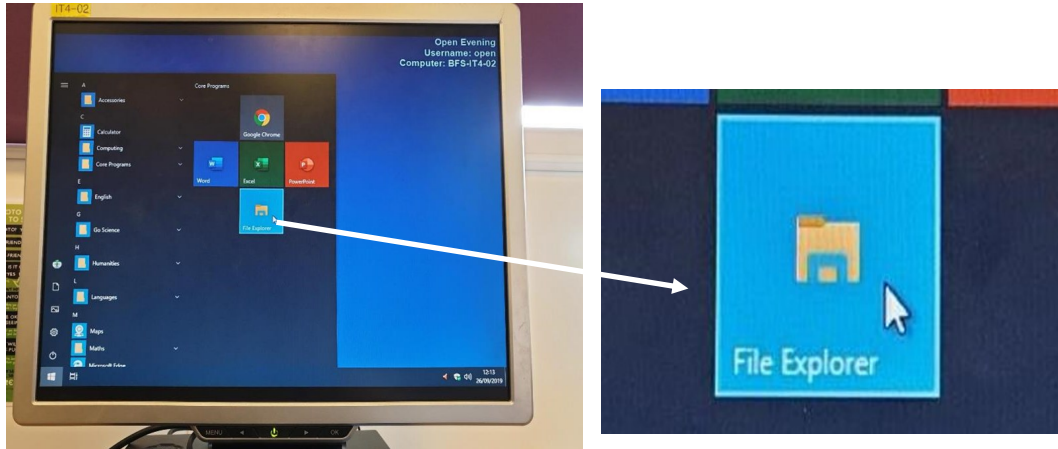 IT4-02
Open Evening
Username: open
Computer: BFS-IT4-02
A
Accessories
C
Calculator
Computing
Core Programs
E
English
G
Go Science
H
Humanities
L
Languages
M
Maps
Maths
Microsoft Edge
Core Programs
Google Chrome
Word
Excel
PowerPoint
File Explorer
12:13
26/09/2019
MENU
OK
File Explorer